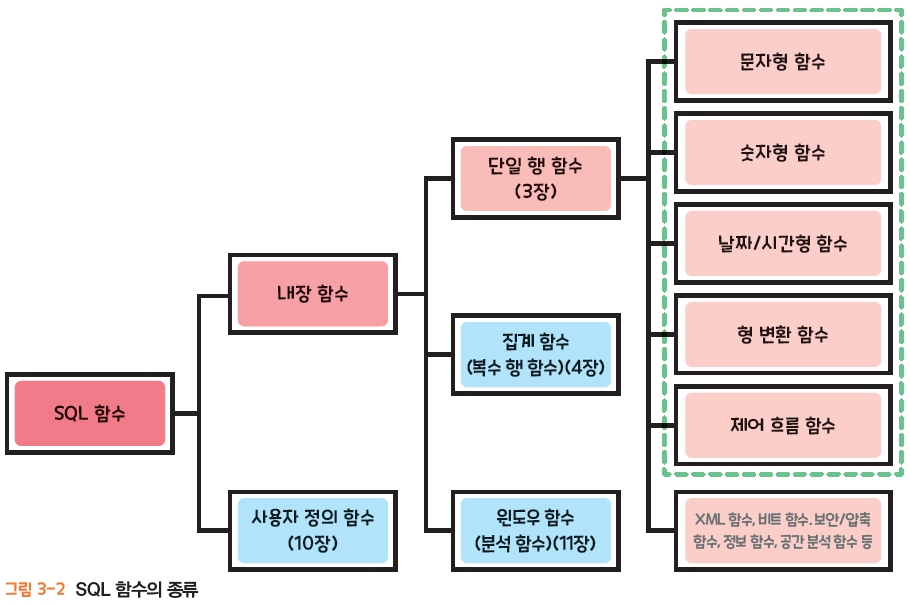 SQL 함수
내장 함수
사용자 정의 함수
(10장)
단일 행 함수
(3장)
집계 함수
(복수 행 함수)(4장)
윈도우 함수
(분석 함수)(11장)
문자형 함수
숫자형 함수
날짜/시간형 함수
형 변환 함수
제어 흐름 함수
XML 함수, 비트 함수. 보안/압축
함수, 정보 함수, 공간 분석 함수 등
그림 3-2 SQL 함수의 종류